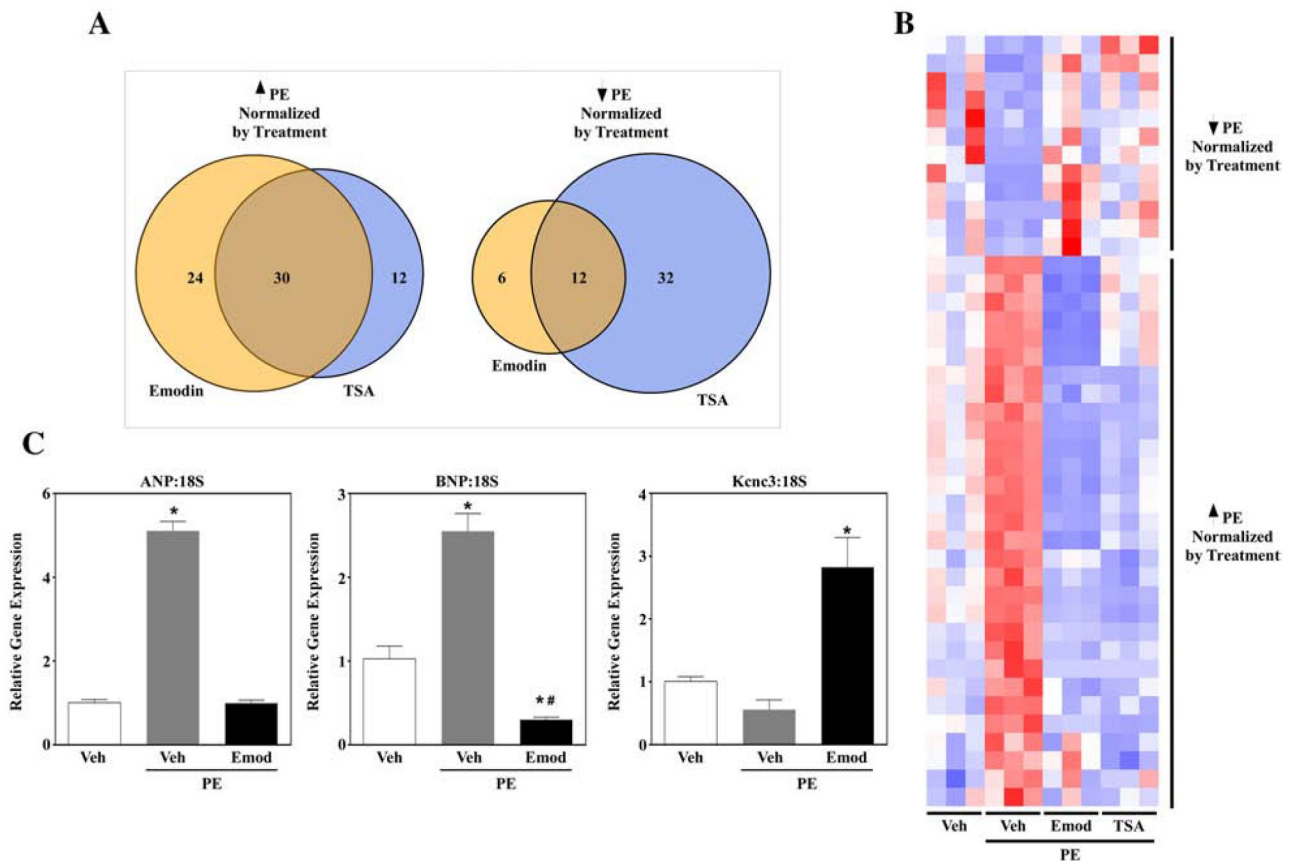 A
PE
Normalized
by Treatment
PE
Normalized
by Treatment
24
30
12
6
12
32
Emodin
TSA
Emodin
TSA
B
PE
Normalized
by Treatment
PE
Normalized
by Treatment
Veh
Veh
Emod
TSA
PE
C
ANP:18S
Relative Gene Expression
6
4
2
0
*
Veh
Veh
Emod
PE
BNP:18S
Relative Gene Expression
3
2
1
0
*
*#
Veh
Veh
Emod
PE
Kcnc3:18S
Relative Gene Expression
4
3
2
1
0
*
Veh
Veh
Emod
PE